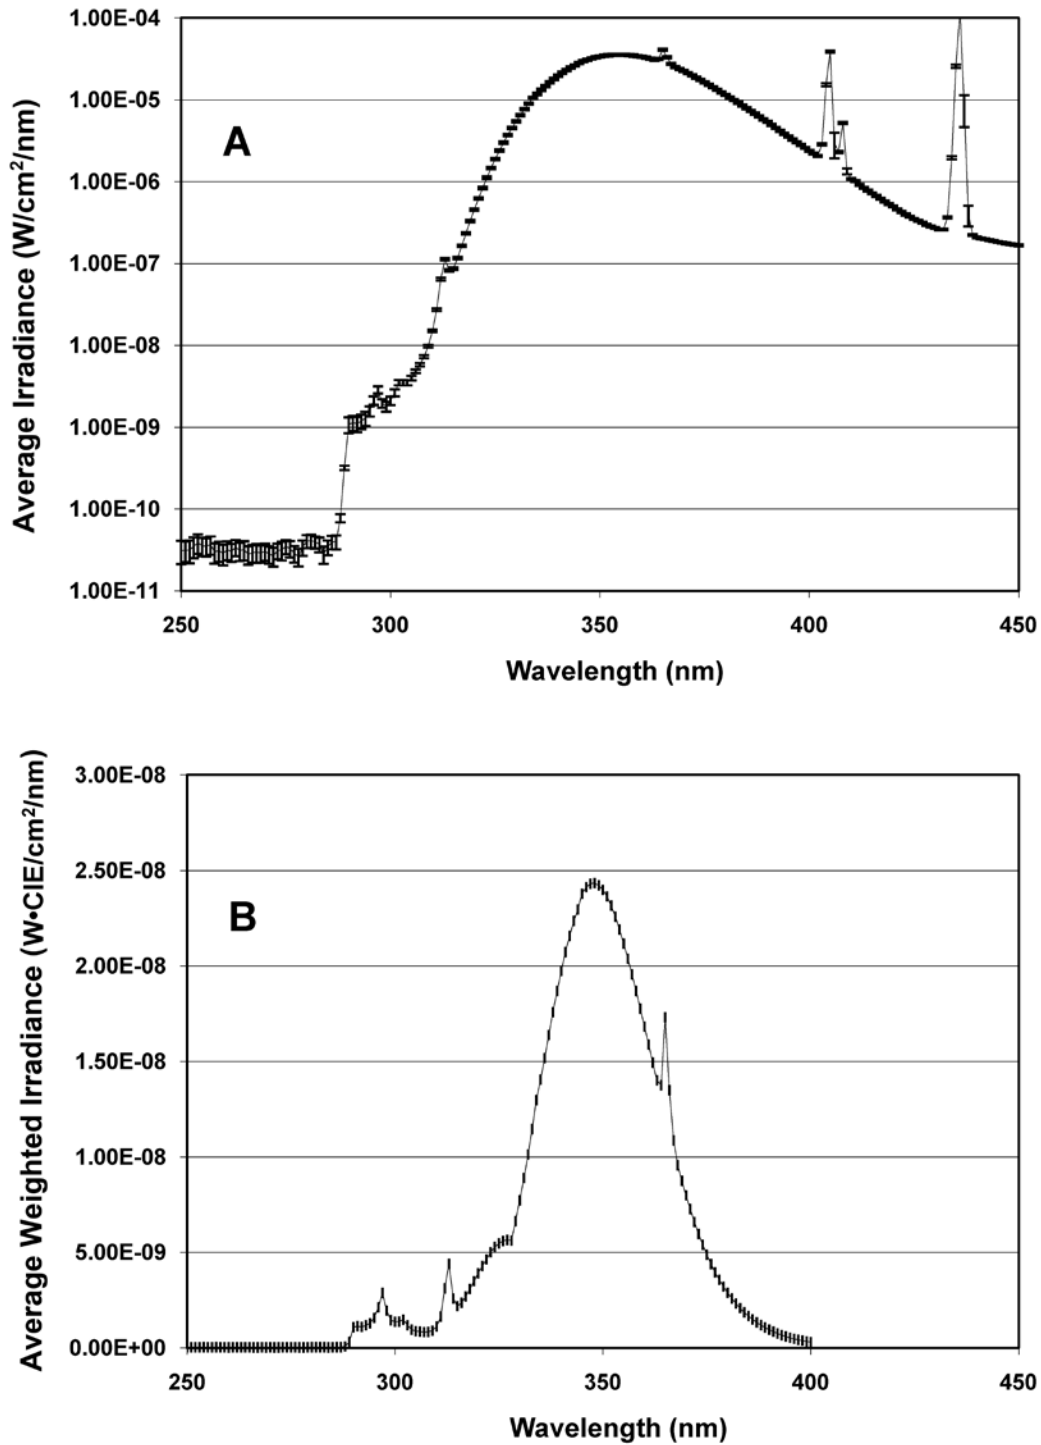 1.00E-04
1.00E-05
1.00E-06
1.00E-07
1.00E-08
1.00E-09
1.00E-10
1.00E-11
A
Average Irradiance (W/cm²/nm)
250 300 350 400 450
Wavelength (nm)
3.00E-08
2.50E-08
2.00E-08
1.50E-08
1.00E-08
5.00E-09
0.00E+00
B
Average Weighted Irradiance (W•CIE/cm²/nm)
250 300 350 400 450
Wavelength (nm)